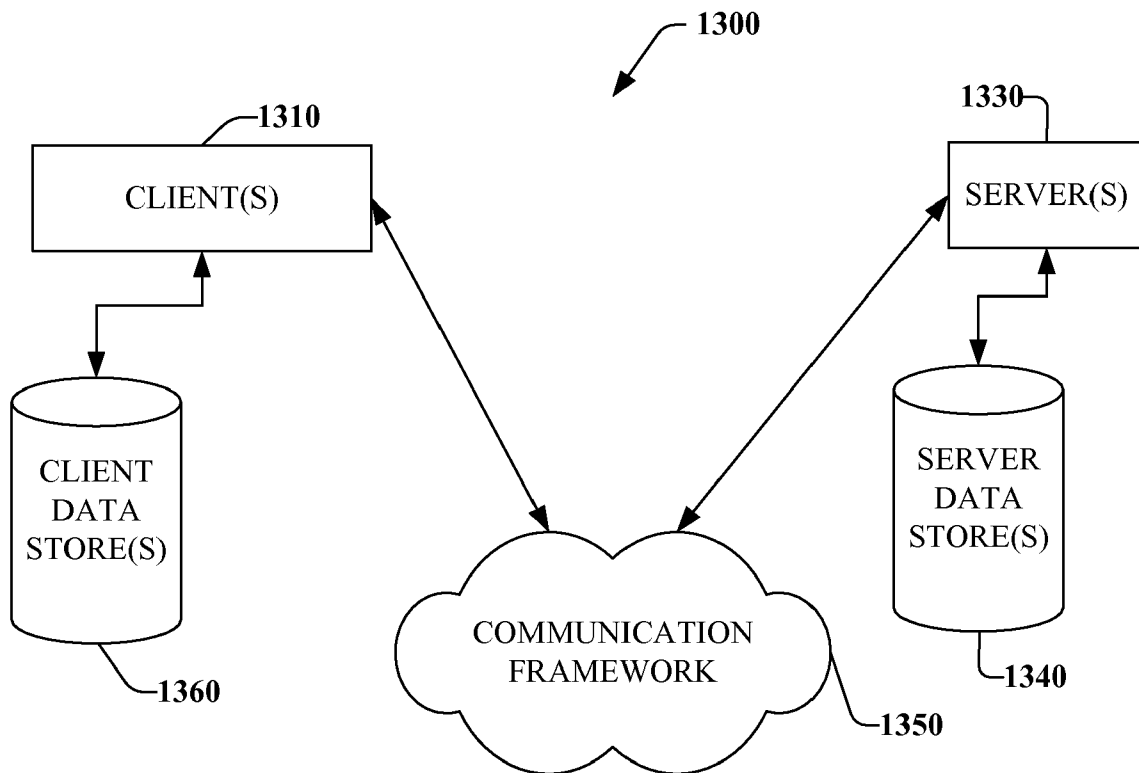 1300
1310
1330
CLIENT(S)
SERVER(S)
CLIENT
DATA
STORE(S)
SERVER
DATA
STORE(S)
COMMUNICATION
FRAMEWORK
1360
1340
1350